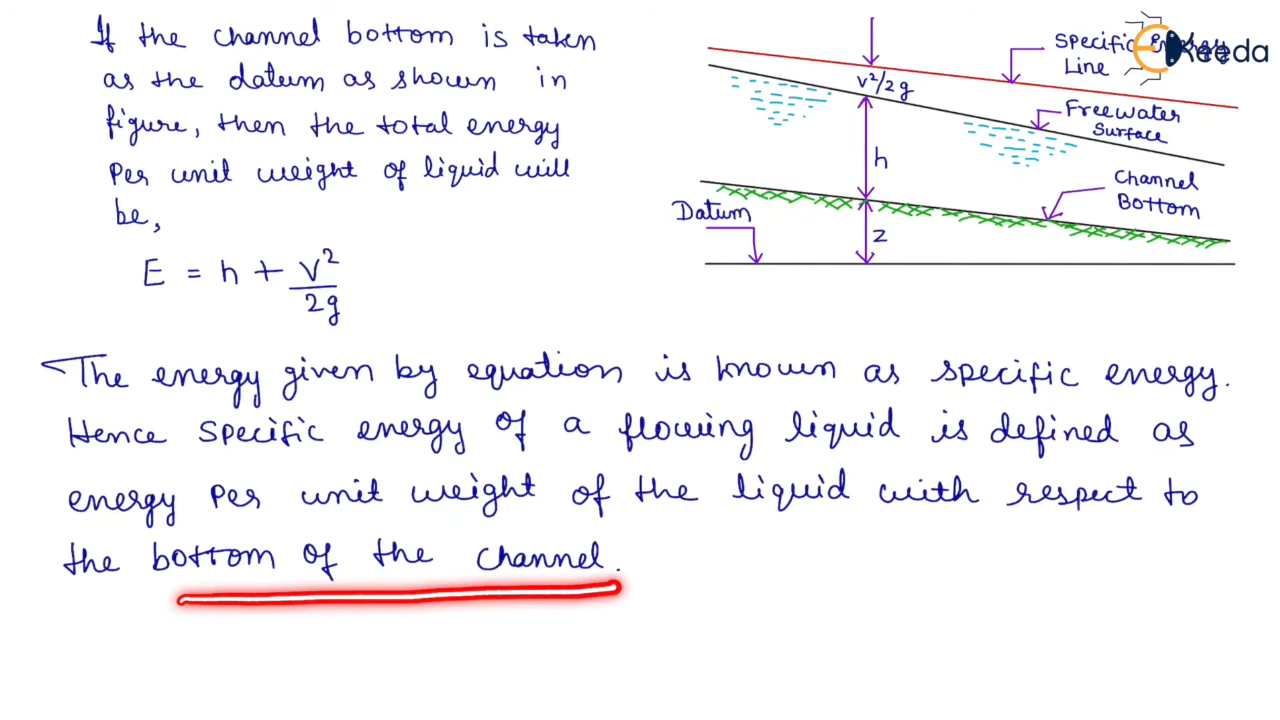 If the channel bottom is taken
as the datum as shown in
figure, then the total energy
Per unit weight of liquid will
be,
E = h + V²/2g
The energy given by equation is known as specific energy.
Hence specific energy of a flowing liquid is defined as
energy per unit weight of the liquid with respect to
the bottom of the channel.
Specific Energy
Line
V²/2g
Free water
Surface
h
Channel
Bottom
Datum
z
Ekeeda